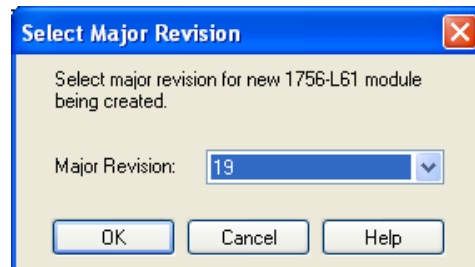 Select Major Revision
Select major revision for new 1756-L61 module
being created.
Major Revision: 19
OK Cancel Help